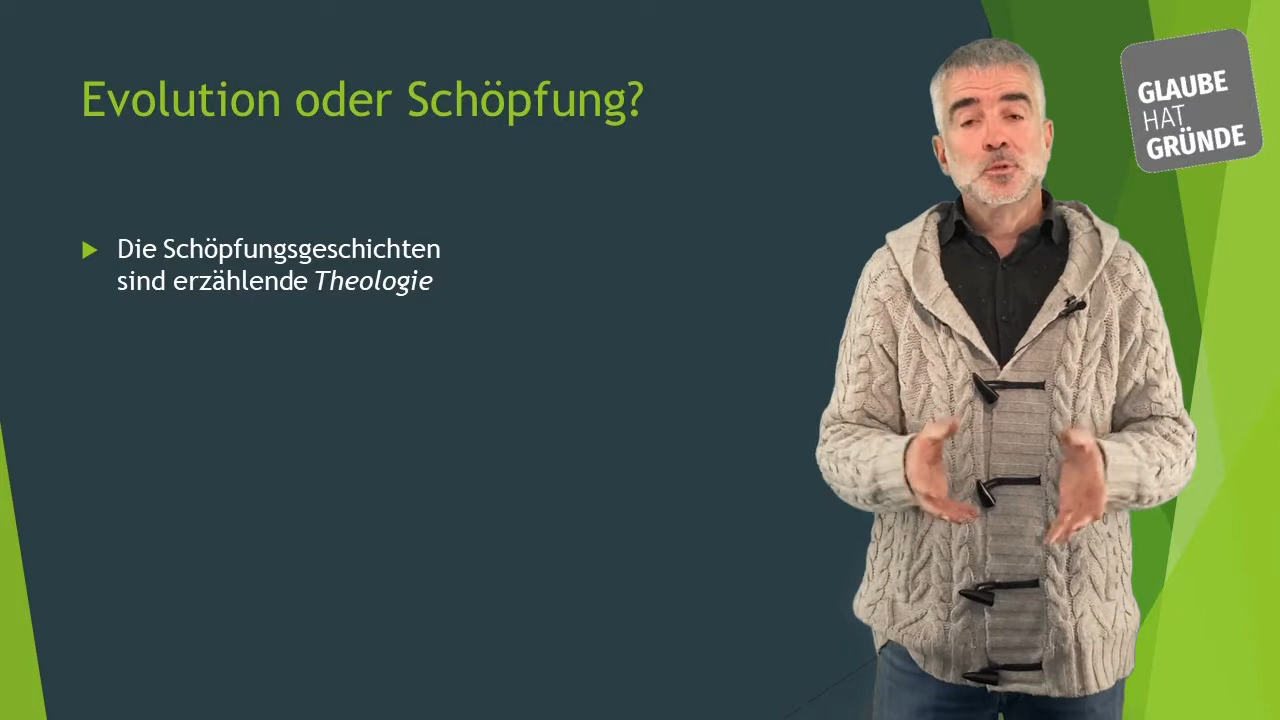 Evolution oder Schöpfung?
Die Schöpfungsgeschichten
sind erzählende Theologie
GLAUBE
HAT
GRÜNDE